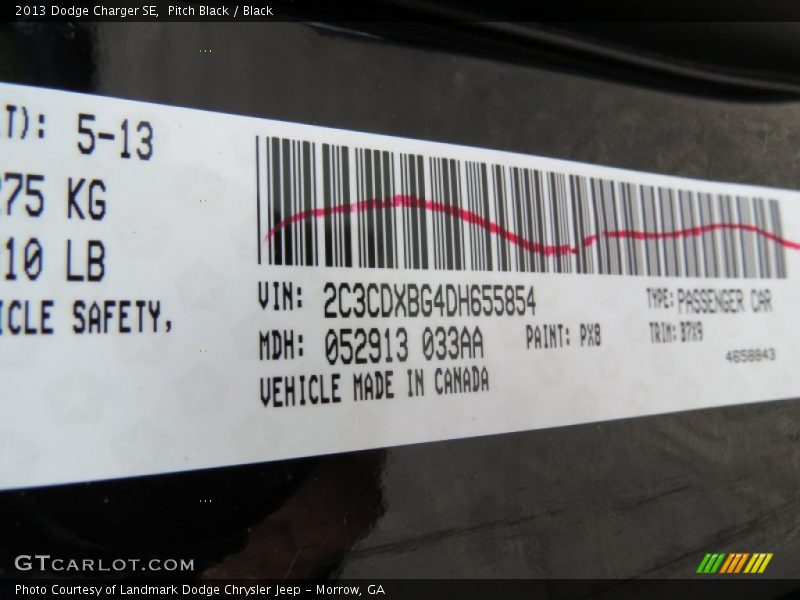 2013 Dodge Charger SE, Pitch Black / Black
T): 5-13
275 KG
10 LB
ICLE SAFETY,
VIN: 2C3CDXBG4DH655854
TYPE: PASSENGER CAR
MDH: 052913 033AA
PAINT: PX8
TRIM: B7X9
4658843
VEHICLE MADE IN CANADA
GTCARLOT.COM
Photo Courtesy of Landmark Dodge Chrysler Jeep - Morrow, GA